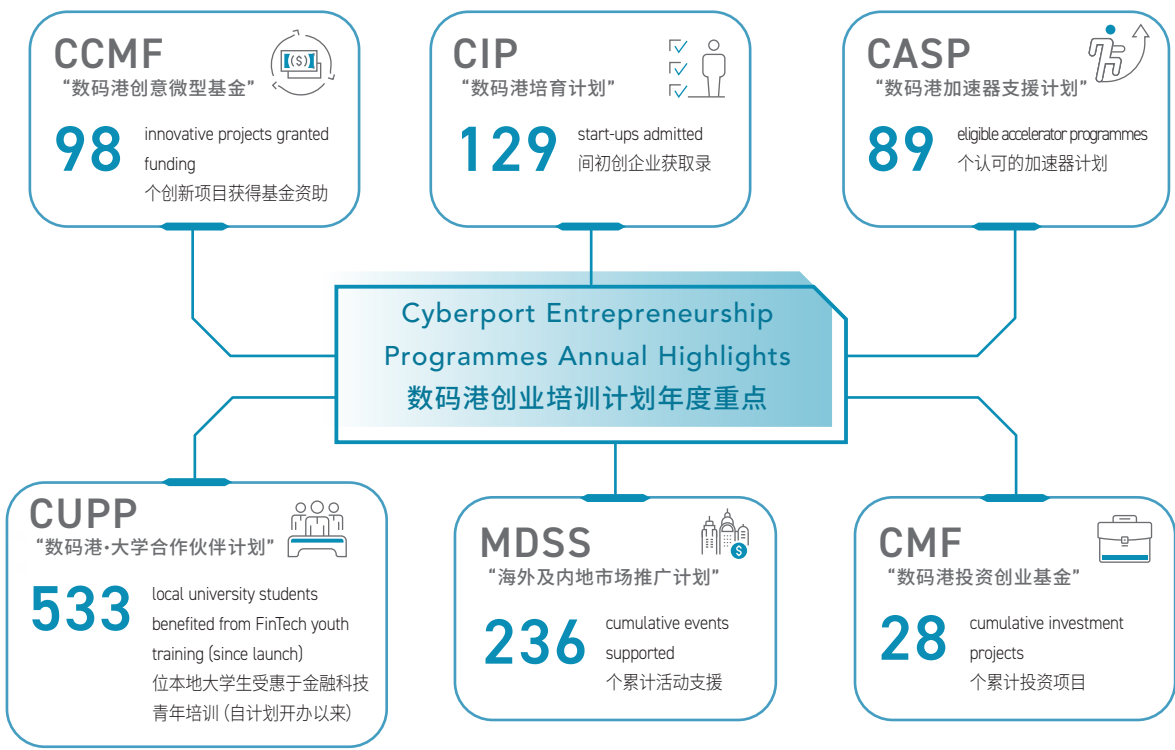 CCMF
“数码港创意微型基金”
($)
98
innovative projects granted
funding
个创新项目获得基金资助
CIP
“数码港培育计划”
129
start-ups admitted
间初创企业获取录
CASP
“数码港加速器支援计划”
89
eligible accelerator programmes
个认可的加速器计划
Cyberport Entrepreneurship
Programmes Annual Highlights
数码港创业培训计划年度重点
CUPP
“数码港·大学合作伙伴计划”
533
local university students
benefited from FinTech youth
training (since launch)
位本地大学生受惠于金融科技
青年培训 (自计划开办以来)
MDSS
$
“海外及内地市场推广计划”
236
cumulative events
supported
个累计活动支援
CMF
“数码港投资创业基金”
28
cumulative investment
projects
个累计投资项目